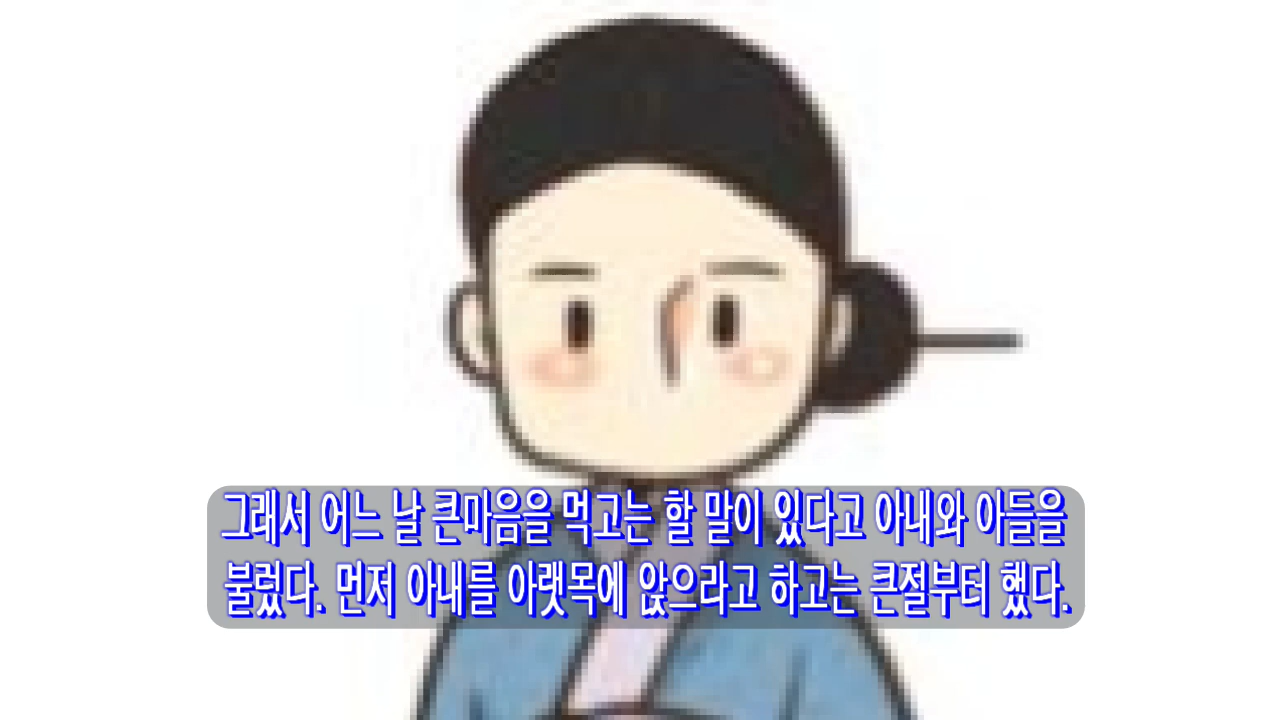 그래서 어느 날 큰마음을 먹고는 할 말이 있다고 아내와 아들을
불렀다. 먼저 아내를 아랫목에 앉으라고 하고는 큰절부터 했다.